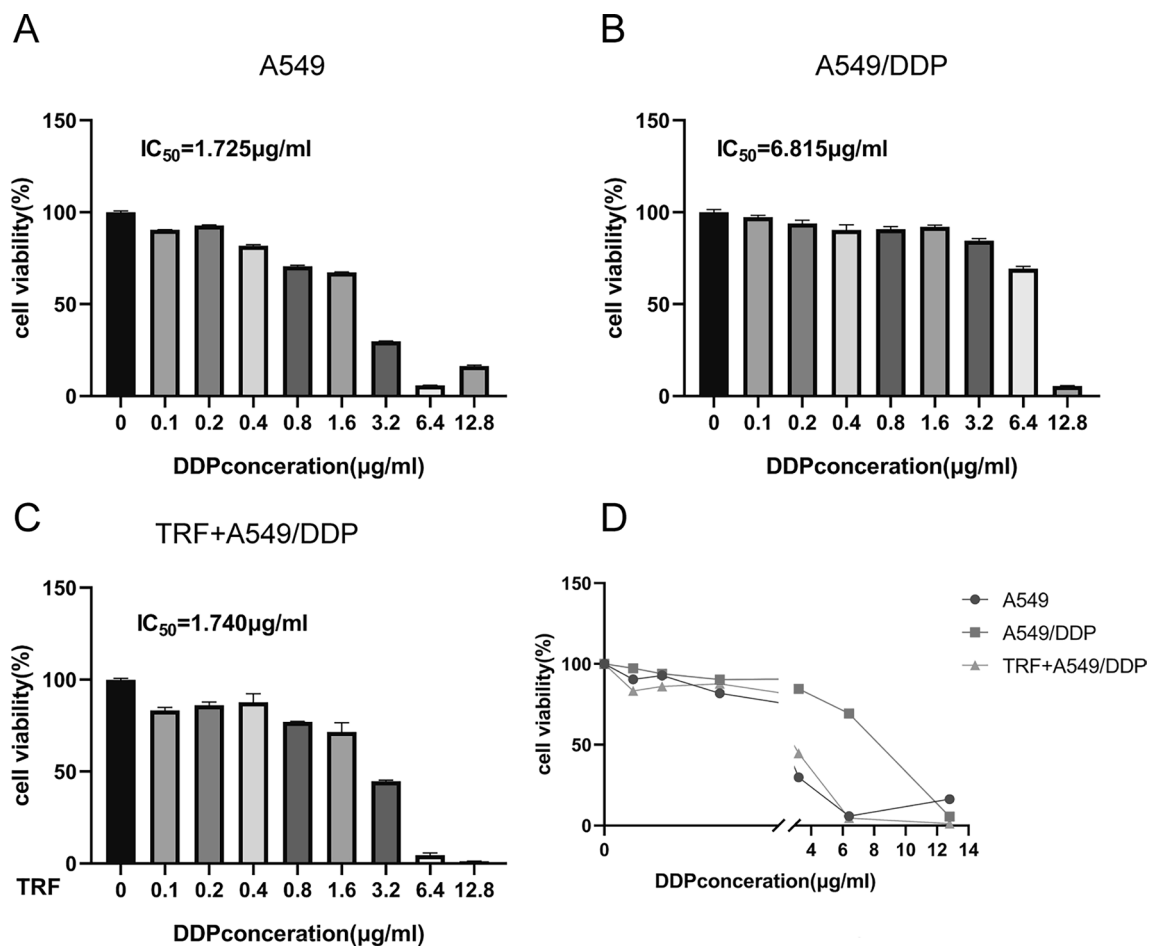 A
A549
150
100
50
0
cell viability(%)
IC50=1.725µg/ml
0 0.1 0.2 0.4 0.8 1.6 3.2 6.4 12.8
DDPconceration(µg/ml)
B
A549/DDP
150
100
50
0
cell viability(%)
IC50=6.815µg/ml
0 0.1 0.2 0.4 0.8 1.6 3.2 6.4 12.8
DDPconceration(µg/ml)
C
TRF+A549/DDP
150
100
50
0
cell viability(%)
IC50=1.740µg/ml
TRF 0 0.1 0.2 0.4 0.8 1.6 3.2 6.4 12.8
DDPconceration(µg/ml)
D
150
100
50
0
cell viability(%)
A549
A549/DDP
TRF+A549/DDP
0 4 6 8 10 12 14
DDPconceration(µg/ml)